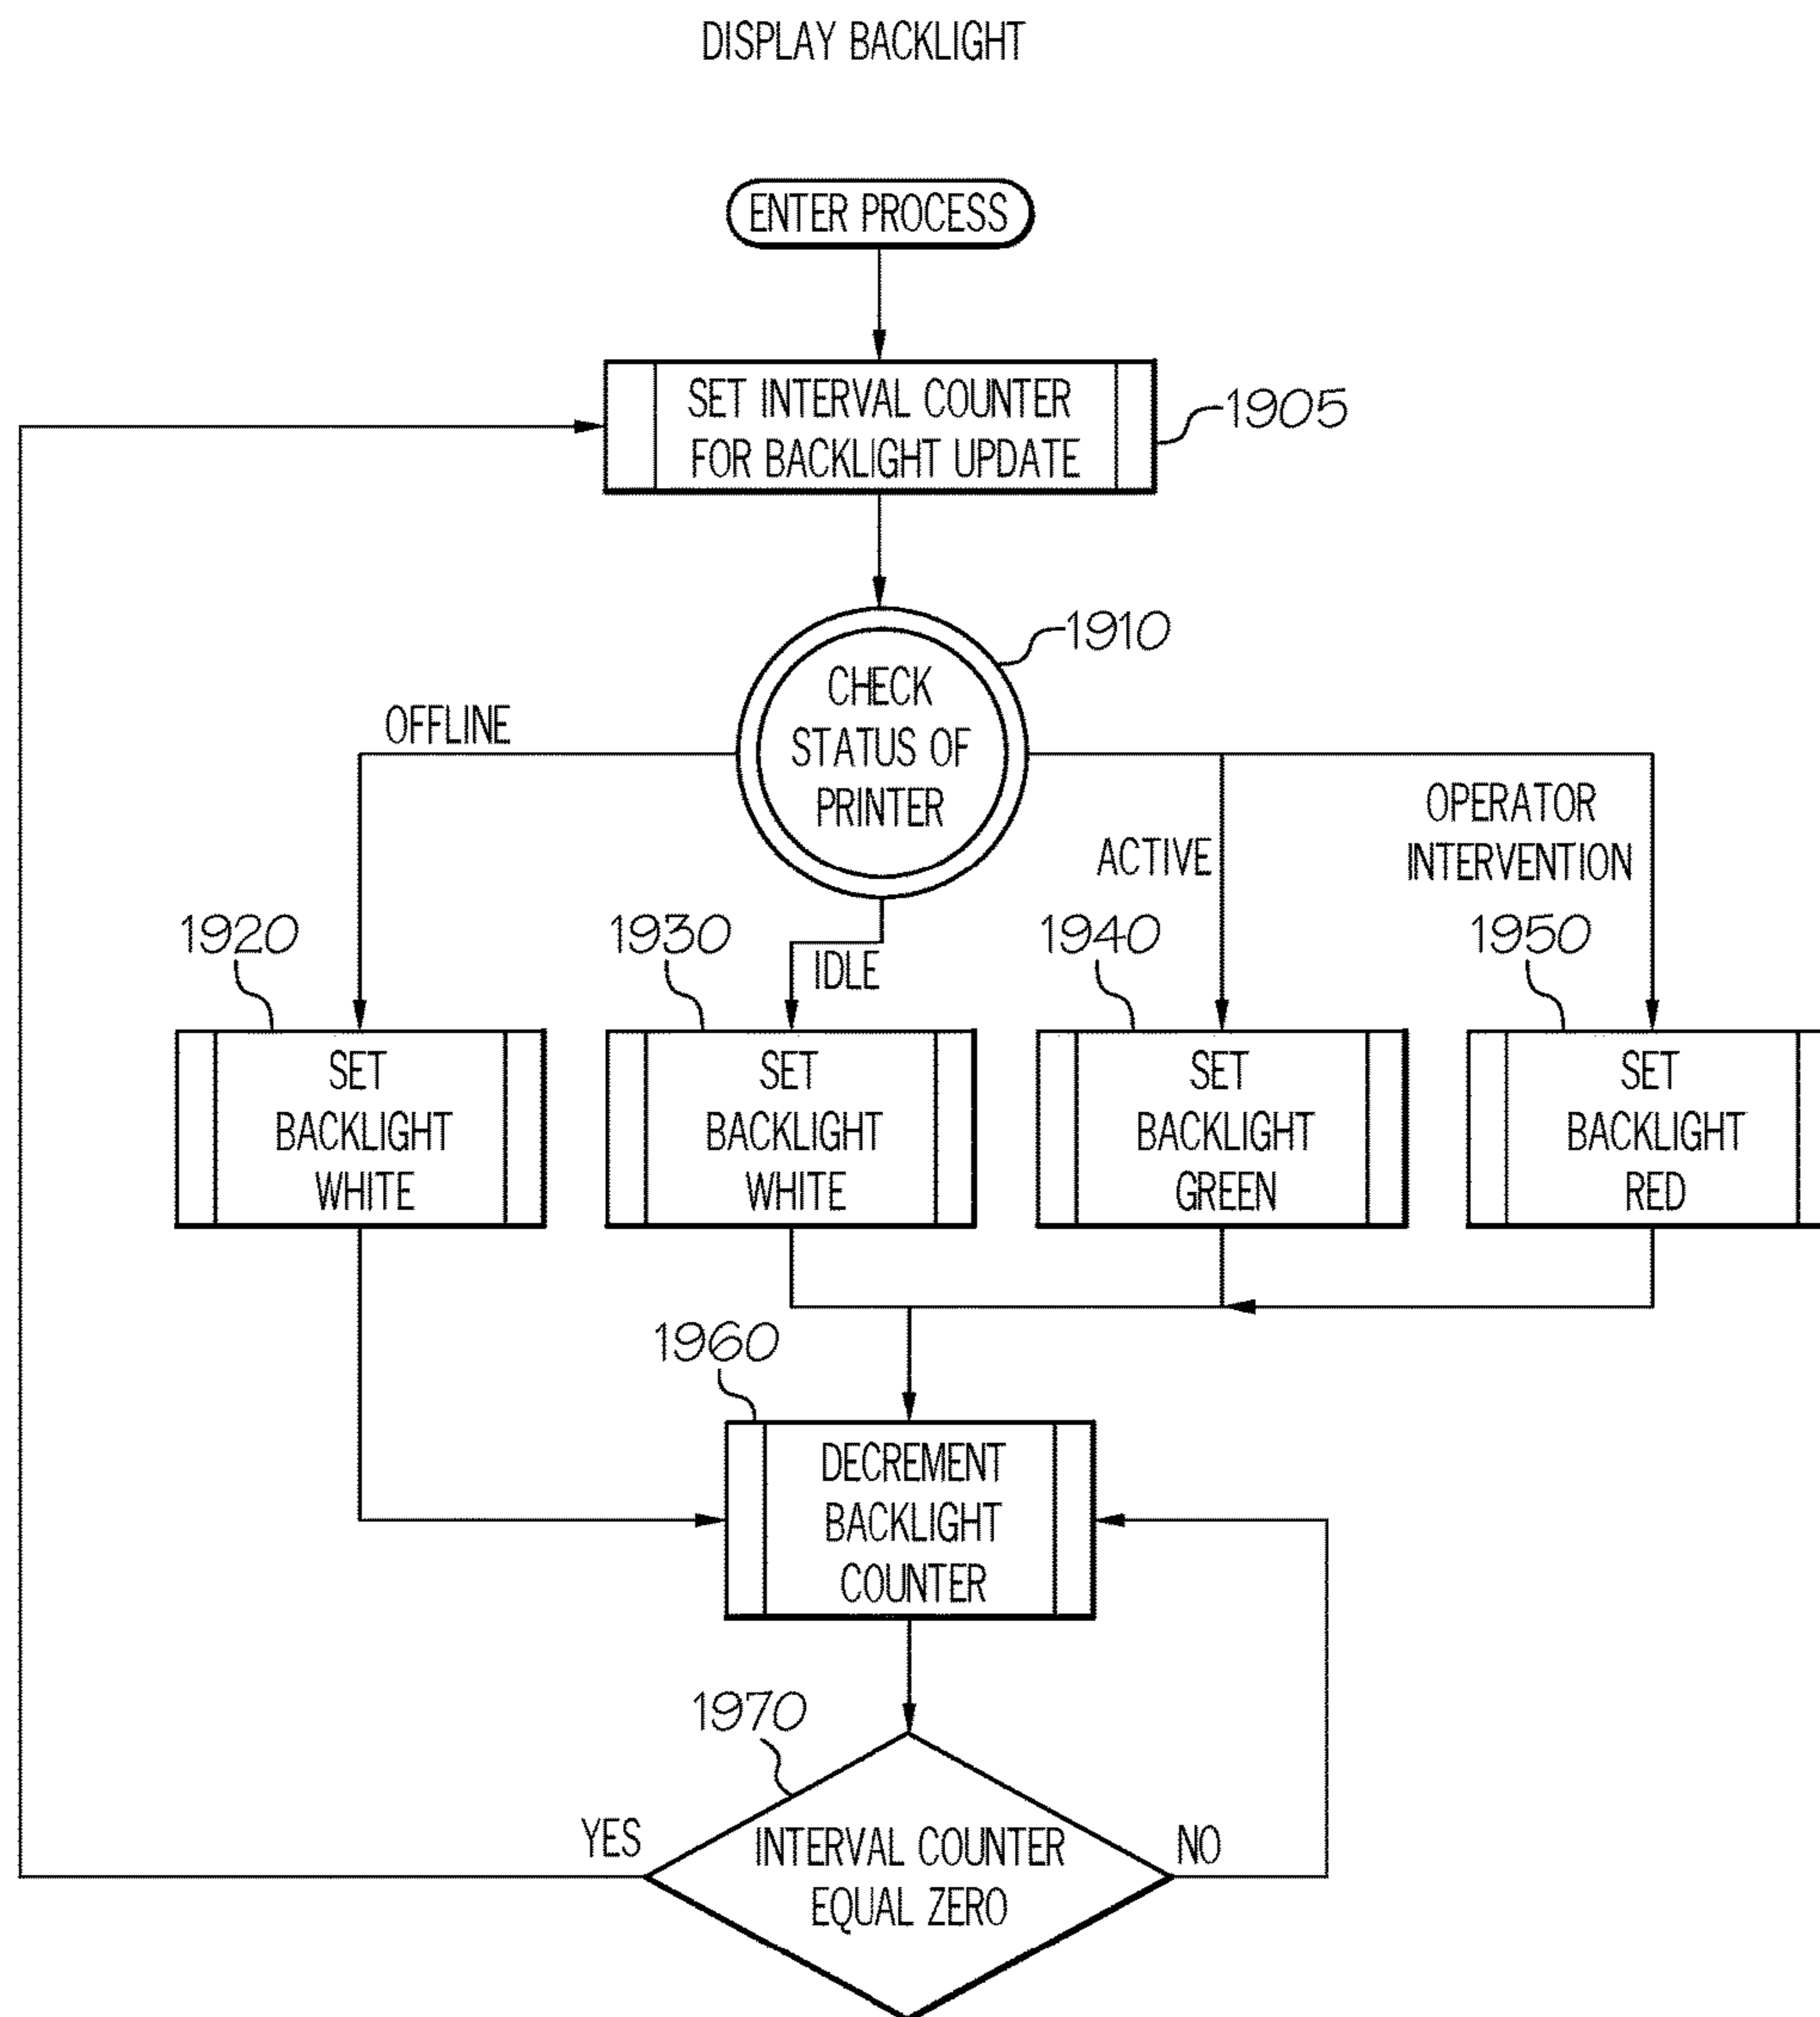 DISPLAY BACKLIGHT
ENTER PROCESS
SET INTERVAL COUNTER
FOR BACKLIGHT UPDATE
1905
1910
CHECK
STATUS OF
PRINTER
OFFLINE
IDLE
ACTIVE
OPERATOR
INTERVENTION
1920
SET
BACKLIGHT
WHITE
1930
SET
BACKLIGHT
WHITE
1940
SET
BACKLIGHT
GREEN
1950
SET
BACKLIGHT
RED
1960
DECREMENT
BACKLIGHT
COUNTER
1970
INTERVAL COUNTER
EQUAL ZERO
YES
NO